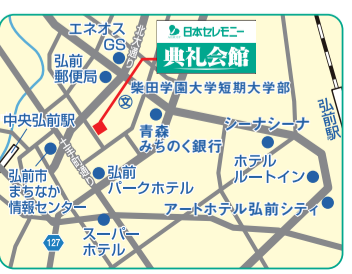 エネオス
GS
北大通り
日本セレモニー
典礼会館
弘前
郵便局
柴田学園大学短期大学部
文
中央弘前駅
青森
みちのく銀行
シーナシーナ
弘前駅
ホテル
ルートイン
弘前市
まちなか
情報センター
弘前
パークホテル
アートホテル弘前シティ
127
スーパー
ホテル